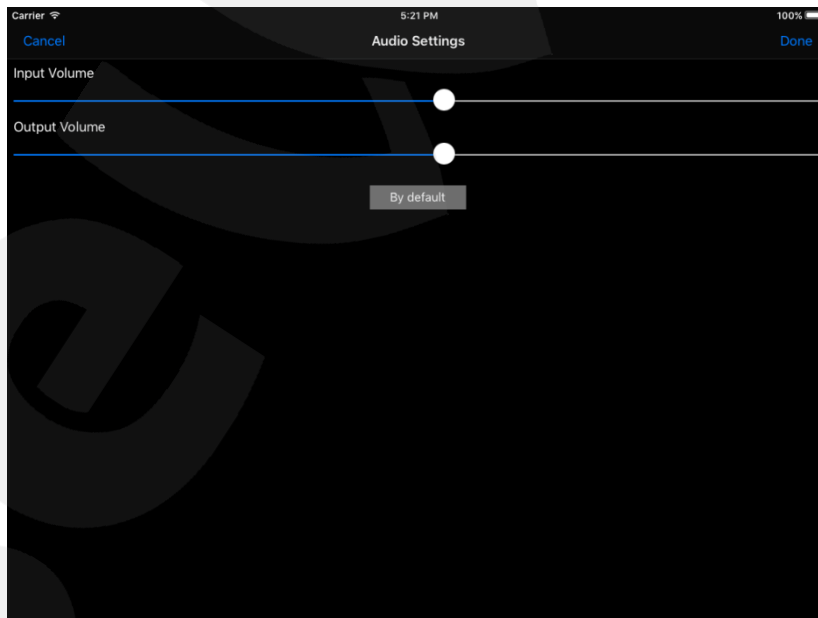 Carrier 5:21 PM 100%
Cancel Audio Settings Done
Input Volume
Output Volume
By default